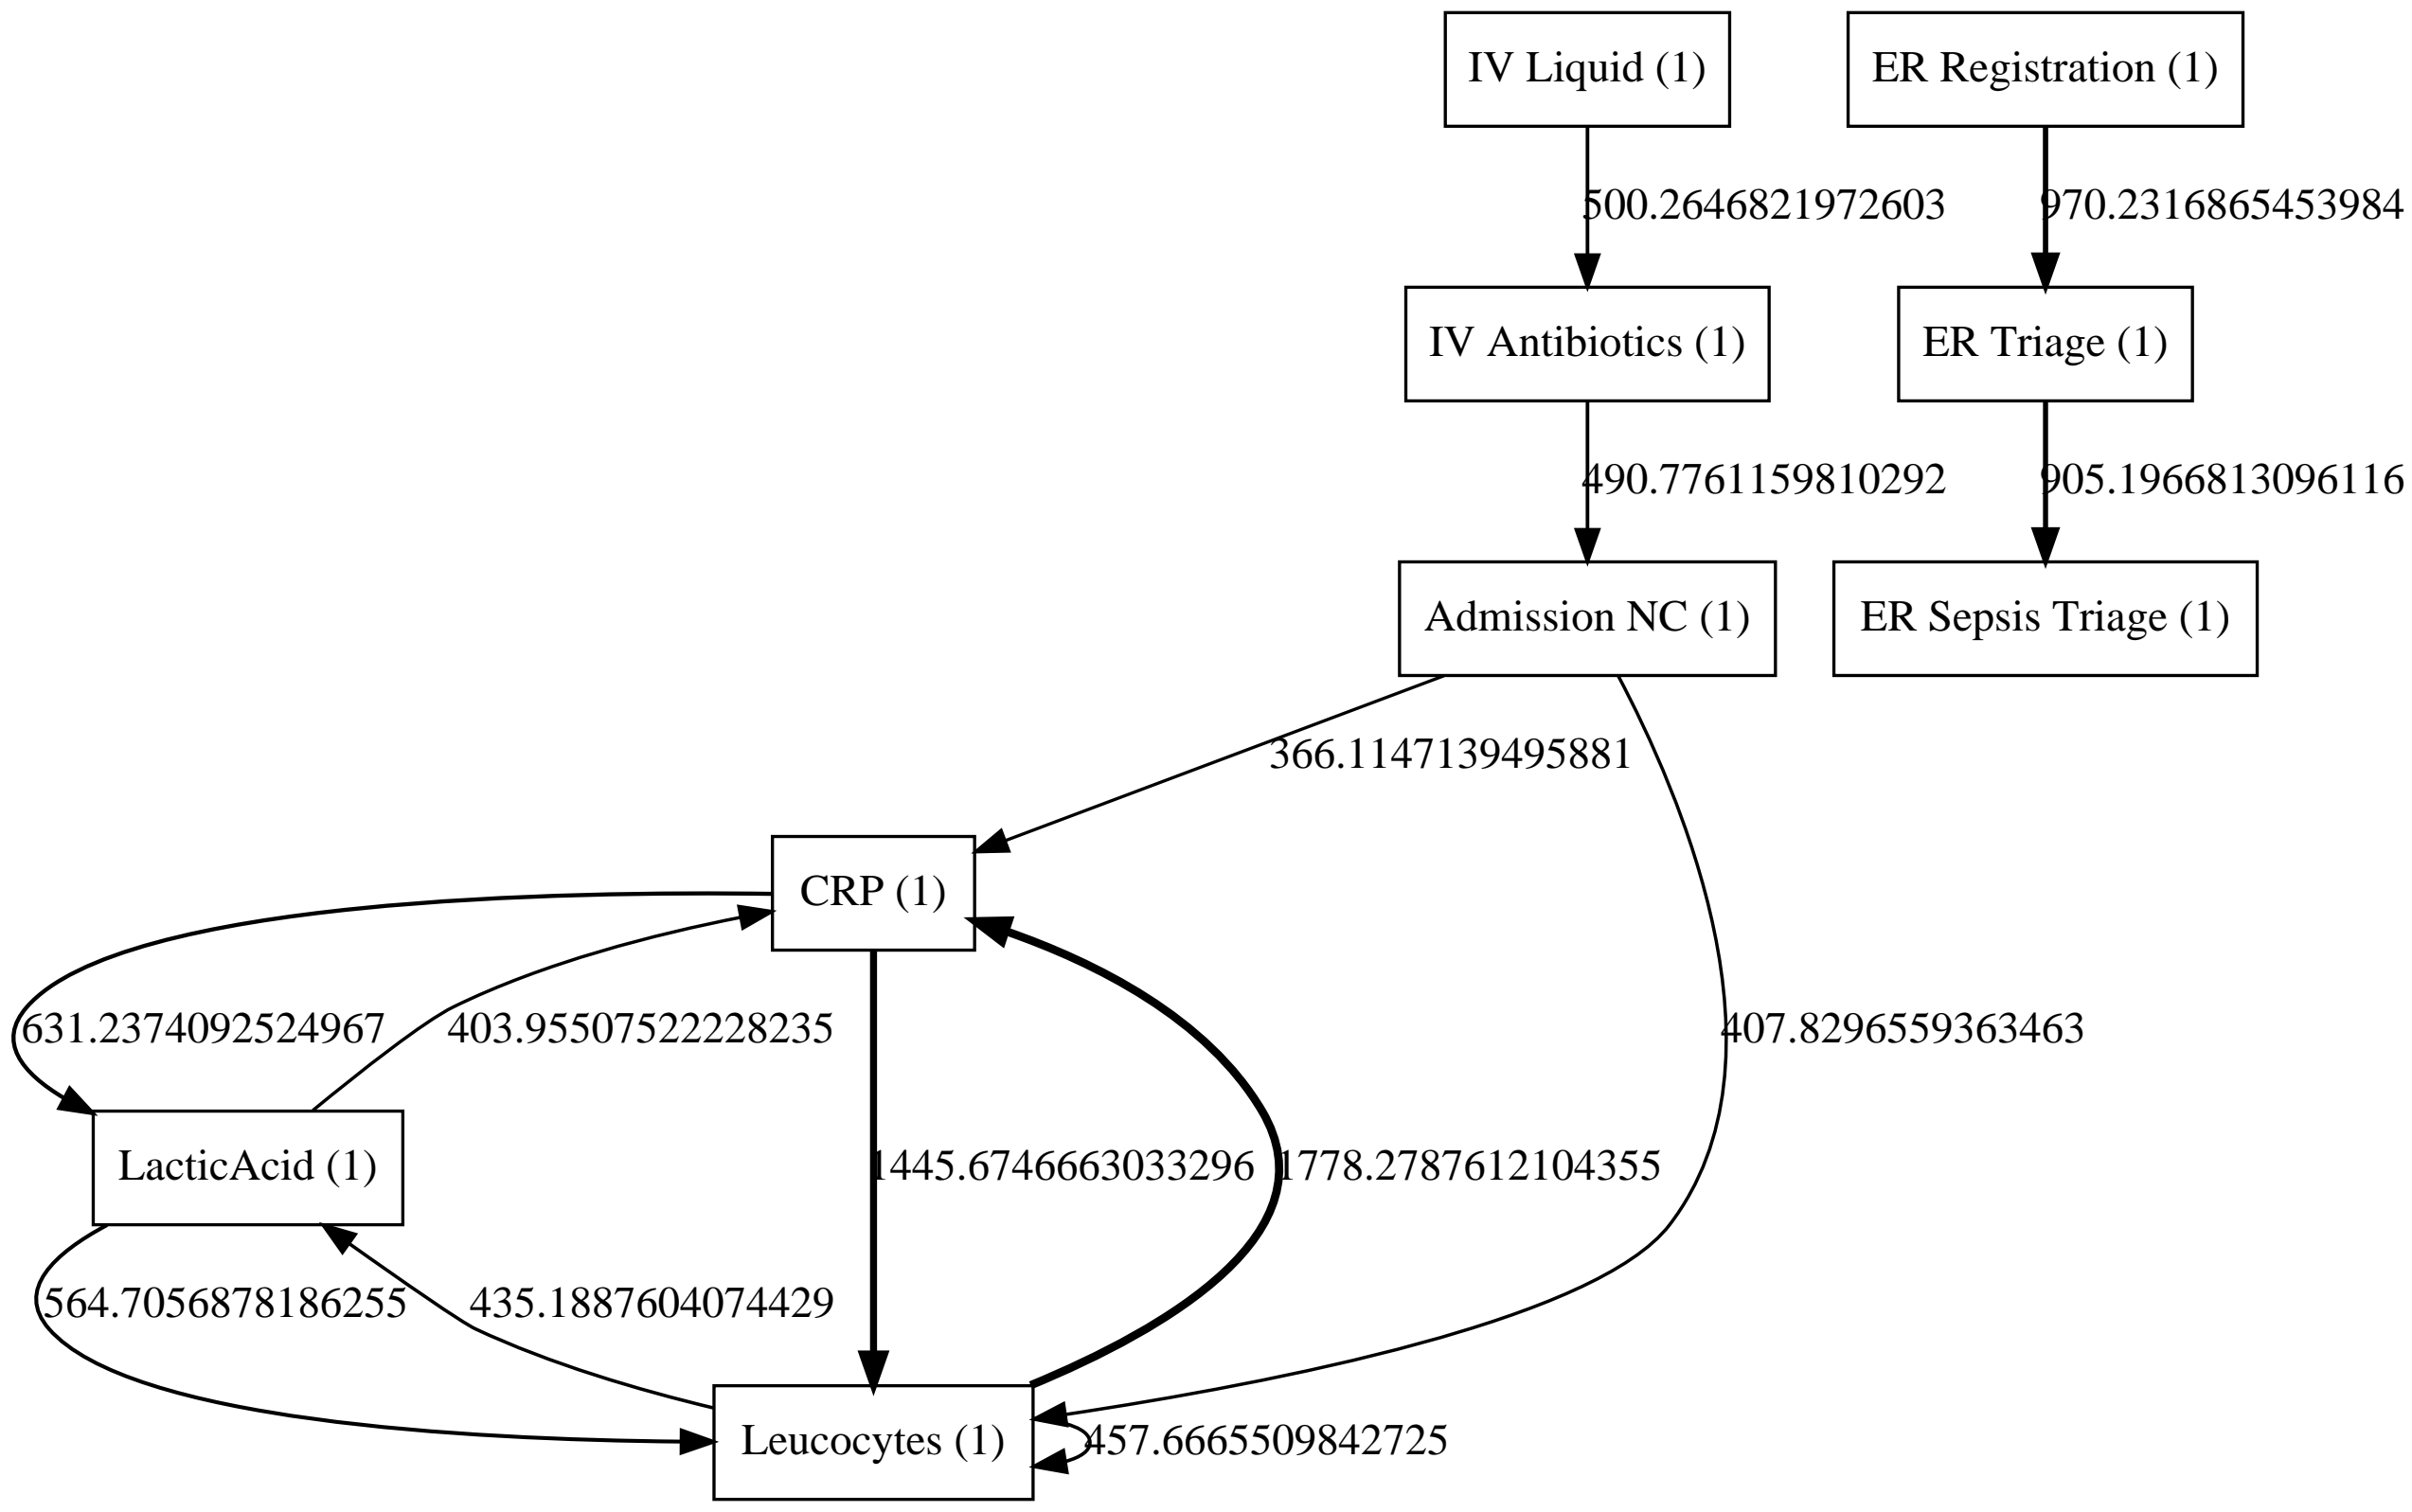 IV Liquid (1)
ER Registration (1)
500.2646821972603
970.2316865453984
IV Antibiotics (1)
ER Triage (1)
490.7761159810292
905.1966813096116
Admission NC (1)
ER Sepsis Triage (1)
366.1147139495881
CRP (1)
631.2374092524967
403.95507522228235
407.8296559363463
LacticAcid (1)
1445.6746663033296
1778.2787612104355
564.7056878186255
435.1887604074429
Leucocytes (1)
457.6665509842725